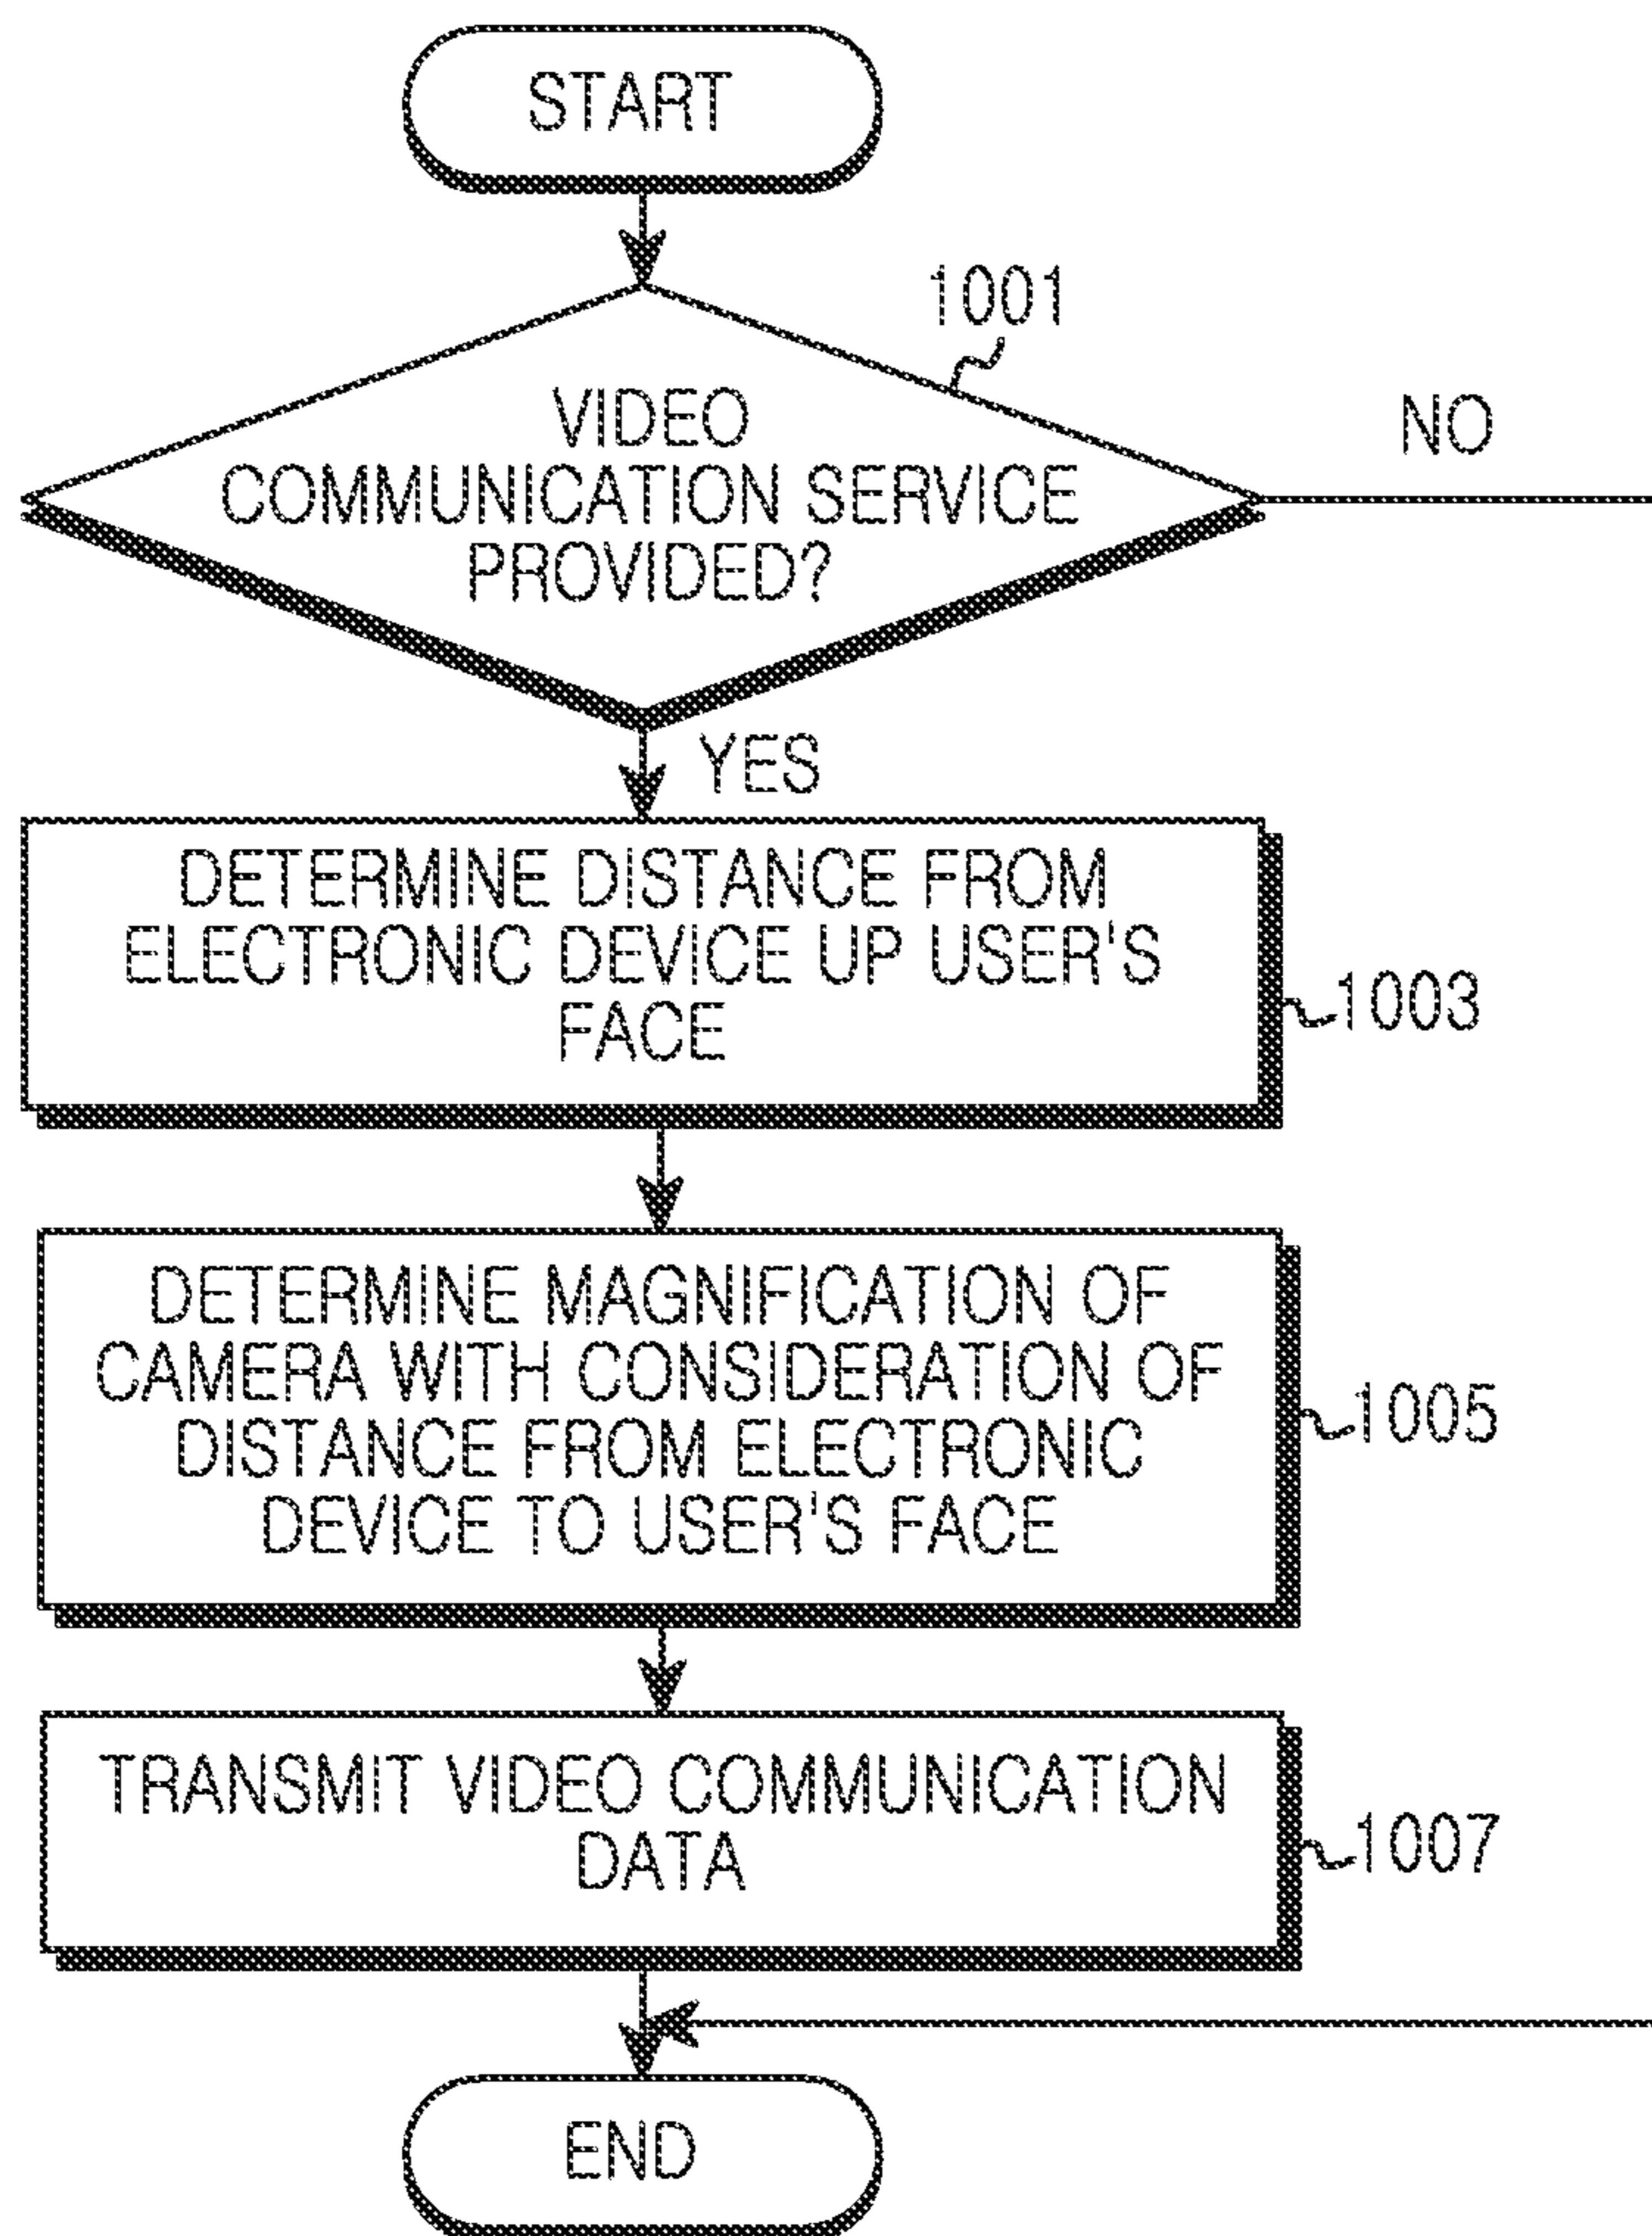 START
1001
VIDEO
COMMUNICATION SERVICE
PROVIDED?
NO
YES
DETERMINE DISTANCE FROM
ELECTRONIC DEVICE UP USER'S
FACE
1003
DETERMINE MAGNIFICATION OF
CAMERA WITH CONSIDERATION OF
DISTANCE FROM ELECTRONIC
DEVICE TO USER'S FACE
1005
TRANSMIT VIDEO COMMUNICATION
DATA
1007
END